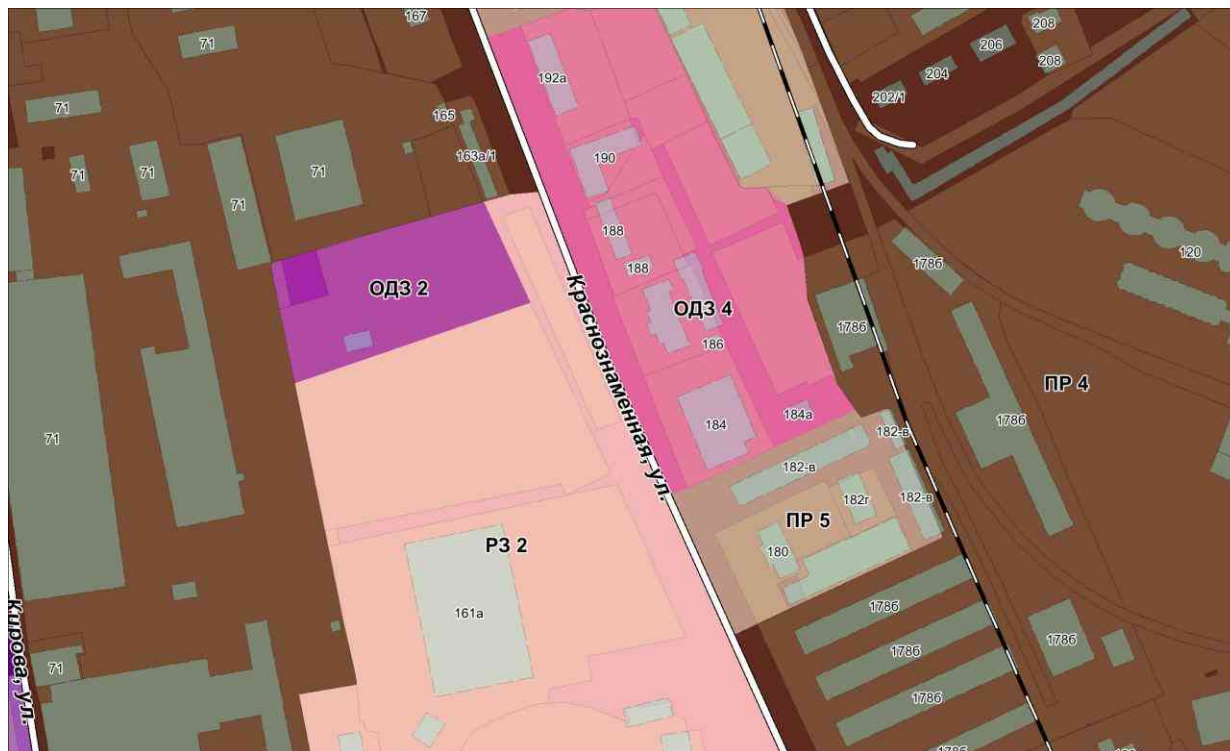 167
71
208
206
208
204
202/1
71
192а
165
163а/1
190
71
71
71
71
188
178б
120
188
ОДЗ 2
Краснознаменная, ул.
ОДЗ 4
178б
186
ПР 4
184
184а
178б
71
182-в
182-в
182г
182-в
ПР 5
180
РЗ 2
161а
178б
Кирова, ул.
178б
178б
71
178б
178б